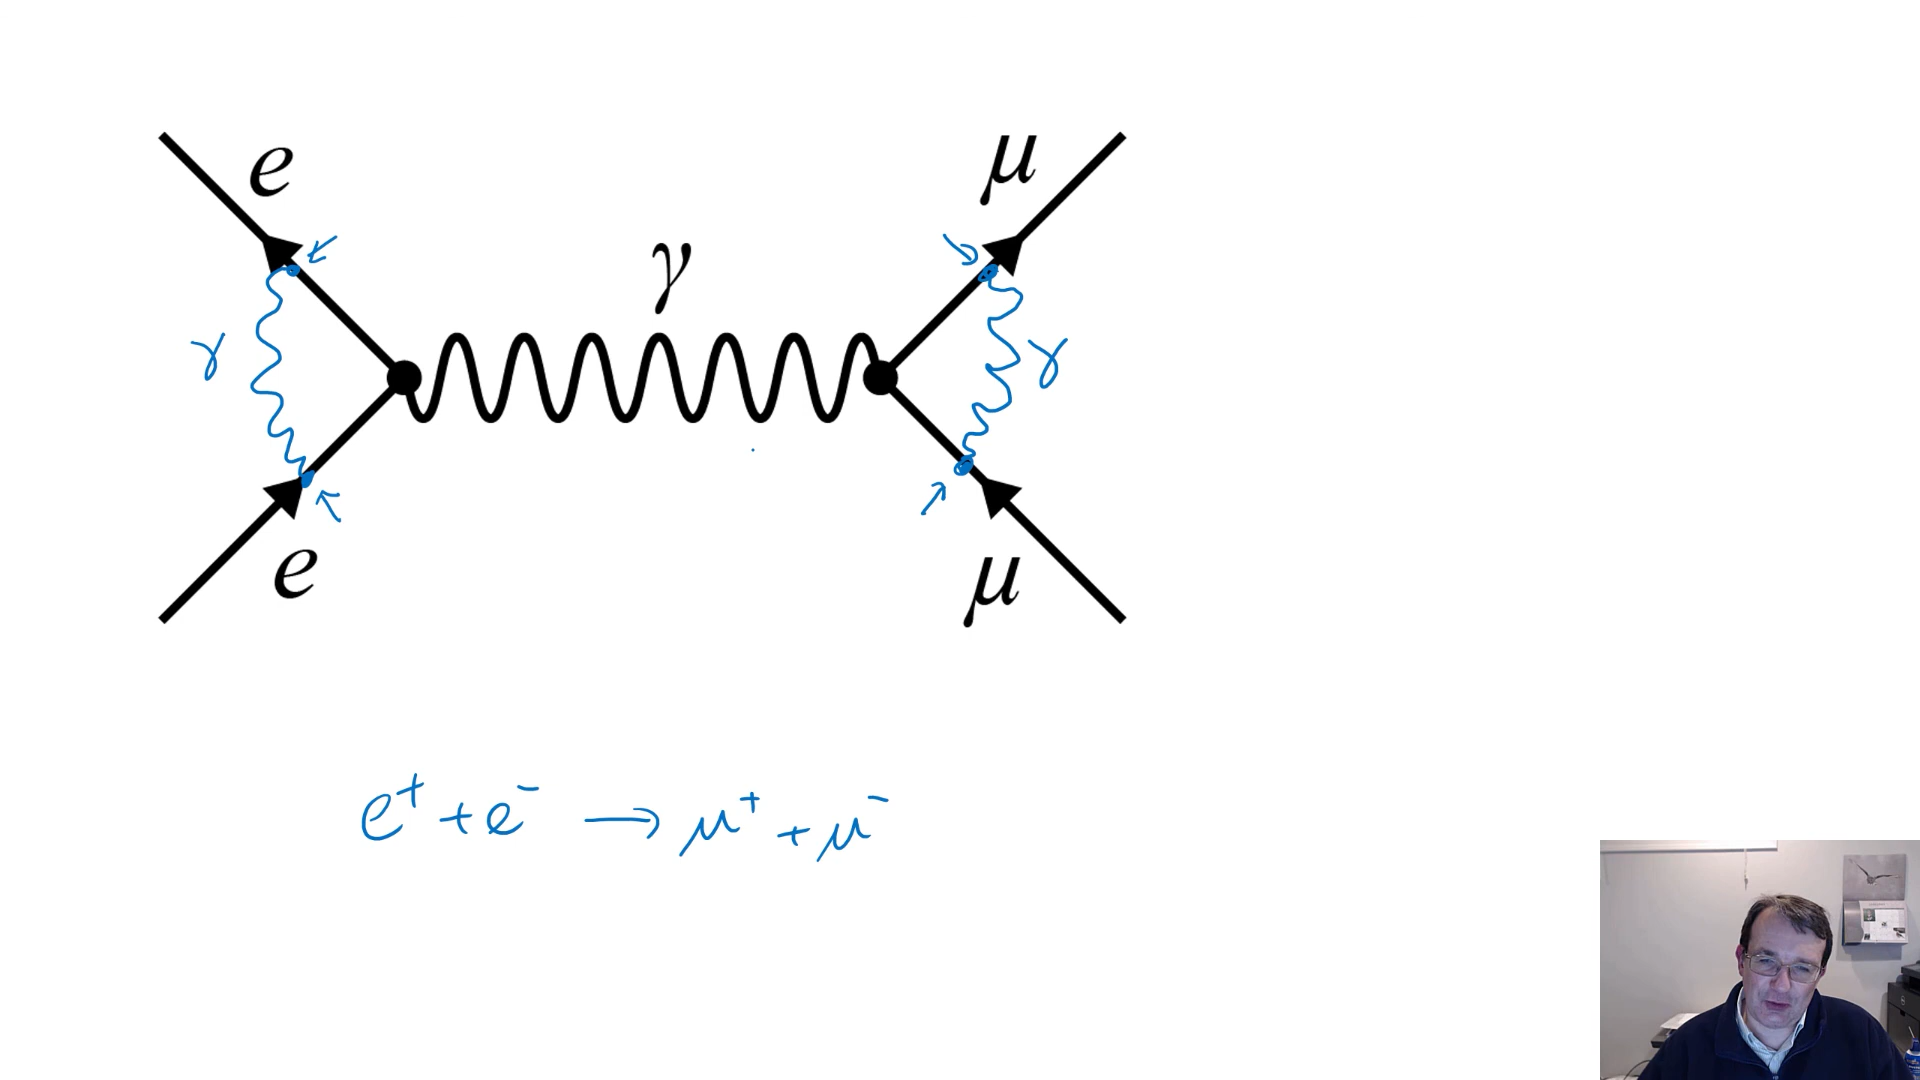 e μ
γ
γ γ
e μ
e⁺ + e⁻ → μ⁺ + μ⁻